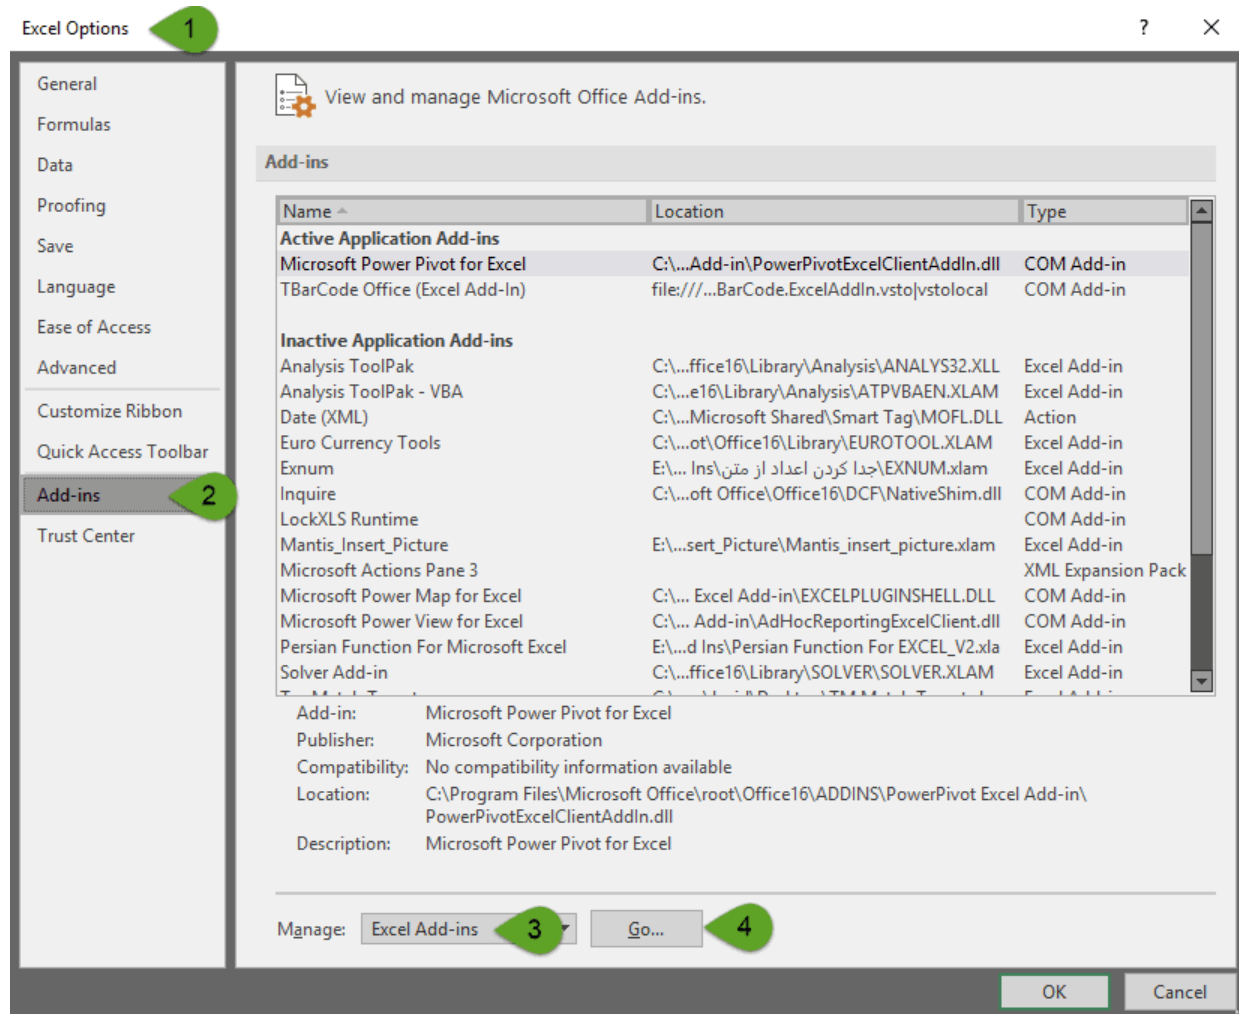 Excel Options 1 ?
General
Formulas
Data
Proofing
Save
Language
Ease of Access
Advanced
Customize Ribbon
Quick Access Toolbar
Add-ins 2
Trust Center
View and manage Microsoft Office Add-ins.
Add-ins
Name Location Type
Active Application Add-ins
Microsoft Power Pivot for Excel C:\...Add-in\PowerPivotExcelClientAddIn.dll COM Add-in
TBarCode Office (Excel Add-In) file:///...BarCode.ExcelAddIn.vsto|vstolocal COM Add-in
Inactive Application Add-ins
Analysis ToolPak C:\...ffice16\Library\Analysis\ANALYS32.XLL Excel Add-in
Analysis ToolPak - VBA C:\...e16\Library\Analysis\ATPVBAEN.XLAM Excel Add-in
Date (XML) C:\...Microsoft Shared\Smart Tag\MOFL.DLL Action
Euro Currency Tools C:\...ot\Office16\Library\EUROTOOL.XLAM Excel Add-in
Exnum E:\... Ins\جدا کردن اعداد از متن\EXNUM.xlam Excel Add-in
Inquire C:\...oft Office\Office16\DCF\NativeShim.dll COM Add-in
LockXLS Runtime COM Add-in
Mantis_Insert_Picture E:\...sert_Picture\Mantis_insert_picture.xlam Excel Add-in
Microsoft Actions Pane 3 XML Expansion Pack
Microsoft Power Map for Excel C:\... Excel Add-in\EXCELPLUGINSHELL.DLL COM Add-in
Microsoft Power View for Excel C:\... Add-in\AdHocReportingExcelClient.dll COM Add-in
Persian Function For Microsoft Excel E:\...d Ins\Persian Function For EXCEL_V2.xla Excel Add-in
Solver Add-in C:\...ffice16\Library\SOLVER\SOLVER.XLAM Excel Add-in
Add-in: Microsoft Power Pivot for Excel
Publisher: Microsoft Corporation
Compatibility: No compatibility information available
Location: C:\Program Files\Microsoft Office\root\Office16\ADDINS\PowerPivot Excel Add-in\
PowerPivotExcelClientAddIn.dll
Description: Microsoft Power Pivot for Excel
Manage: Excel Add-ins 3 Go... 4
OK Cancel